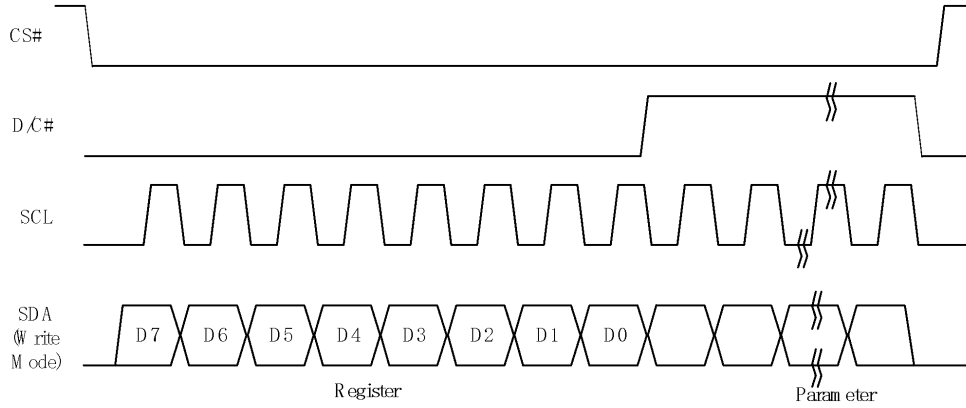 CS#
D/C#
SCL
SDA
(Write
Mode)
D7 D6 D5 D4 D3 D2 D1 D0
Register
Parameter